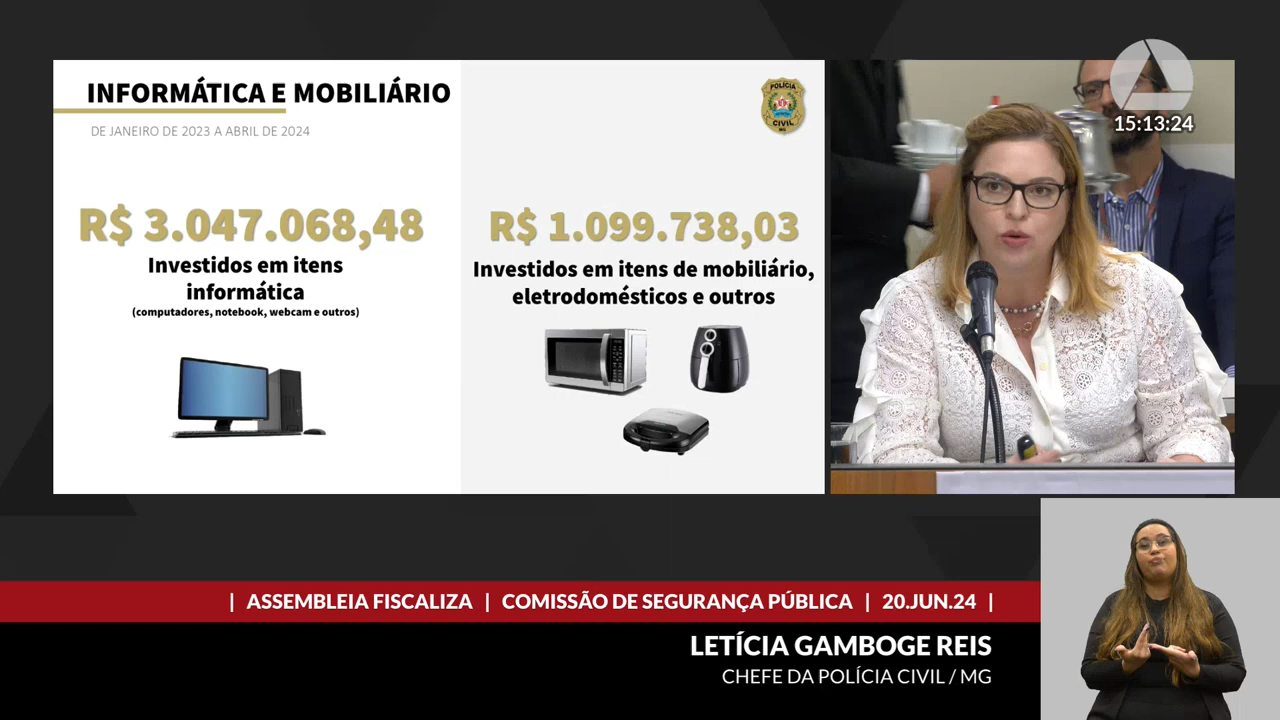 INFORMÁTICA E MOBILIÁRIO
DE JANEIRO DE 2023 A ABRIL DE 2024
POLÍCIA
CIVIL
MG
R$ 3.047.068,48
Investidos em itens
informática
(computadores, notebook, webcam e outros)
R$ 1.099.738,03
Investidos em itens de mobiliário,
eletrodomésticos e outros
15:13:24
| ASSEMBLEIA FISCALIZA | COMISSÃO DE SEGURANÇA PÚBLICA | 20.JUN.24 |
LETÍCIA GAMBOGE REIS
CHEFE DA POLÍCIA CIVIL / MG